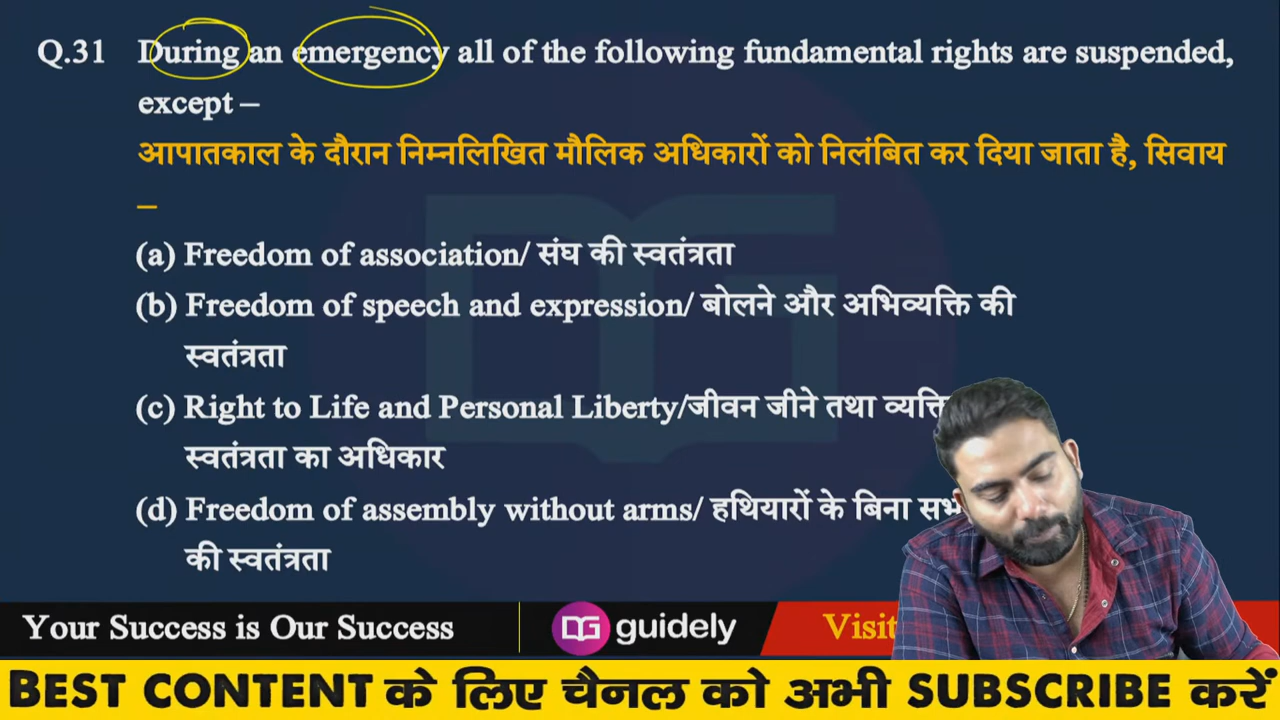 Q.31 During an emergency all of the following fundamental rights are suspended,
except –
आपातकाल के दौरान निम्नलिखित मौलिक अधिकारों को निलंबित कर दिया जाता है, सिवाय
–
(a) Freedom of association/ संघ की स्वतंत्रता
(b) Freedom of speech and expression/ बोलने और अभिव्यक्ति की
स्वतंत्रता
(c) Right to Life and Personal Liberty/जीवन जीने तथा
स्वतंत्रता का अधिकार
(d) Freedom of assembly without arms/ हथियारों के बिना
की स्वतंत्रता
Your Success is Our Success DG guidely Visit
BEST CONTENT के लिए चैनल को अभी SUBSCRIBE करें